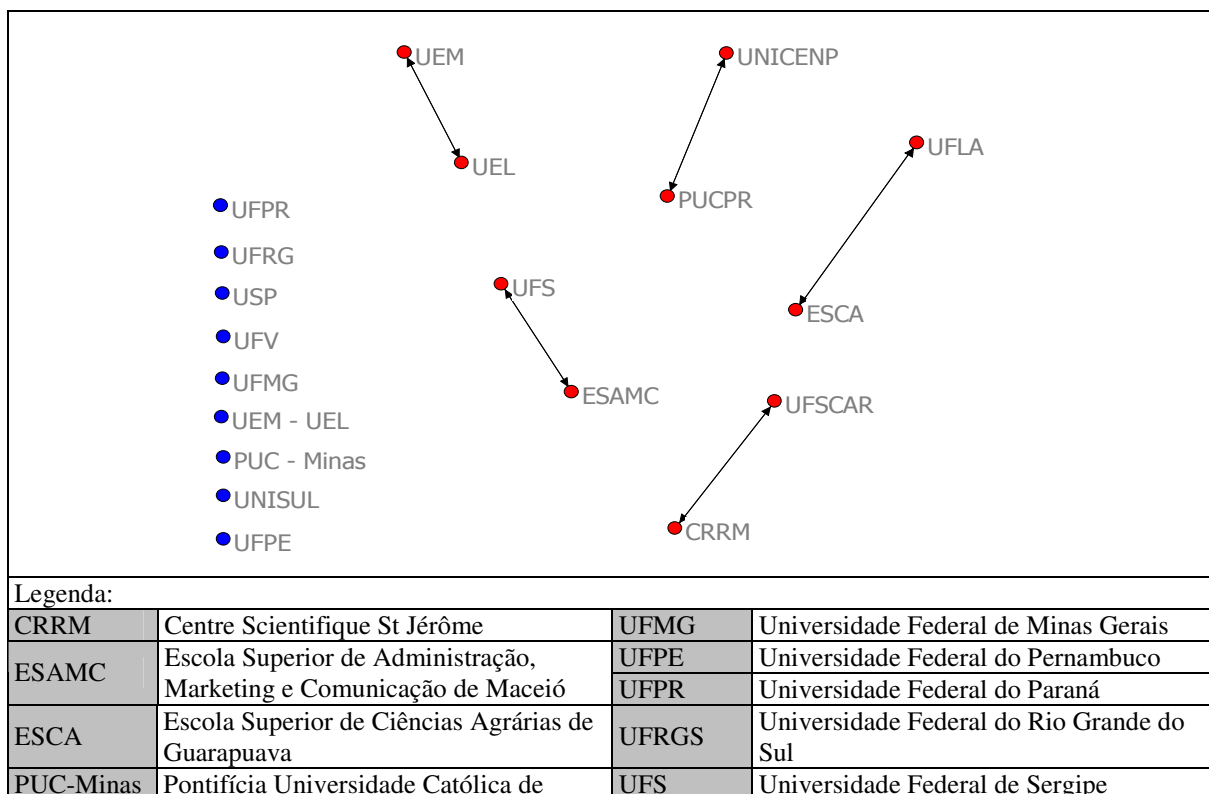 UEM
UNICENP
UFLA
UEL
PUCPR
UFPR
UFRG
USP
UFS
UFV
ESCA
UFMG
ESAMC
UFSCAR
UEM - UEL
PUC - Minas
UNISUL
CRRM
UFPE
Legenda:
CRRM Centre Scientifique St Jérôme UFMG Universidade Federal de Minas Gerais
ESAMC Escola Superior de Administração, Marketing e Comunicação de Maceió
UFPE Universidade Federal do Pernambuco
UFPR Universidade Federal do Paraná
ESCA Escola Superior de Ciências Agrárias de Guarapuava
UFRGS Universidade Federal do Rio Grande do Sul
PUC-Minas Pontifícia Universidade Católica de UFS Universidade Federal de Sergipe